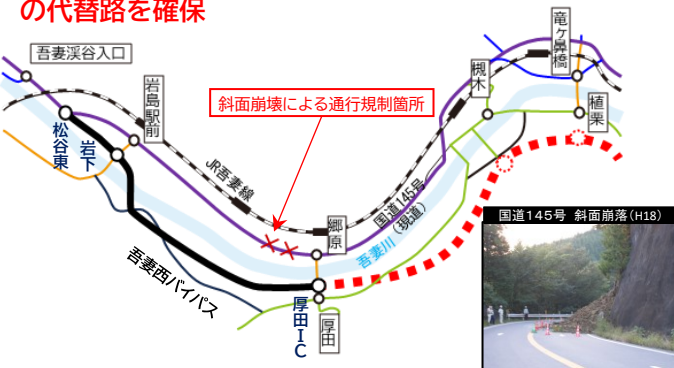 の代替路を確保
吾妻渓谷入口
岩島駅前
斜面崩壊による通行規制箇所
竜ヶ鼻橋
槻木
植栗
松谷東
岩下
JR吾妻線
国道145号
(現道)
郷原
吾妻川
吾妻西バイパス
厚田IC
厚田
国道145号 斜面崩落(H18)